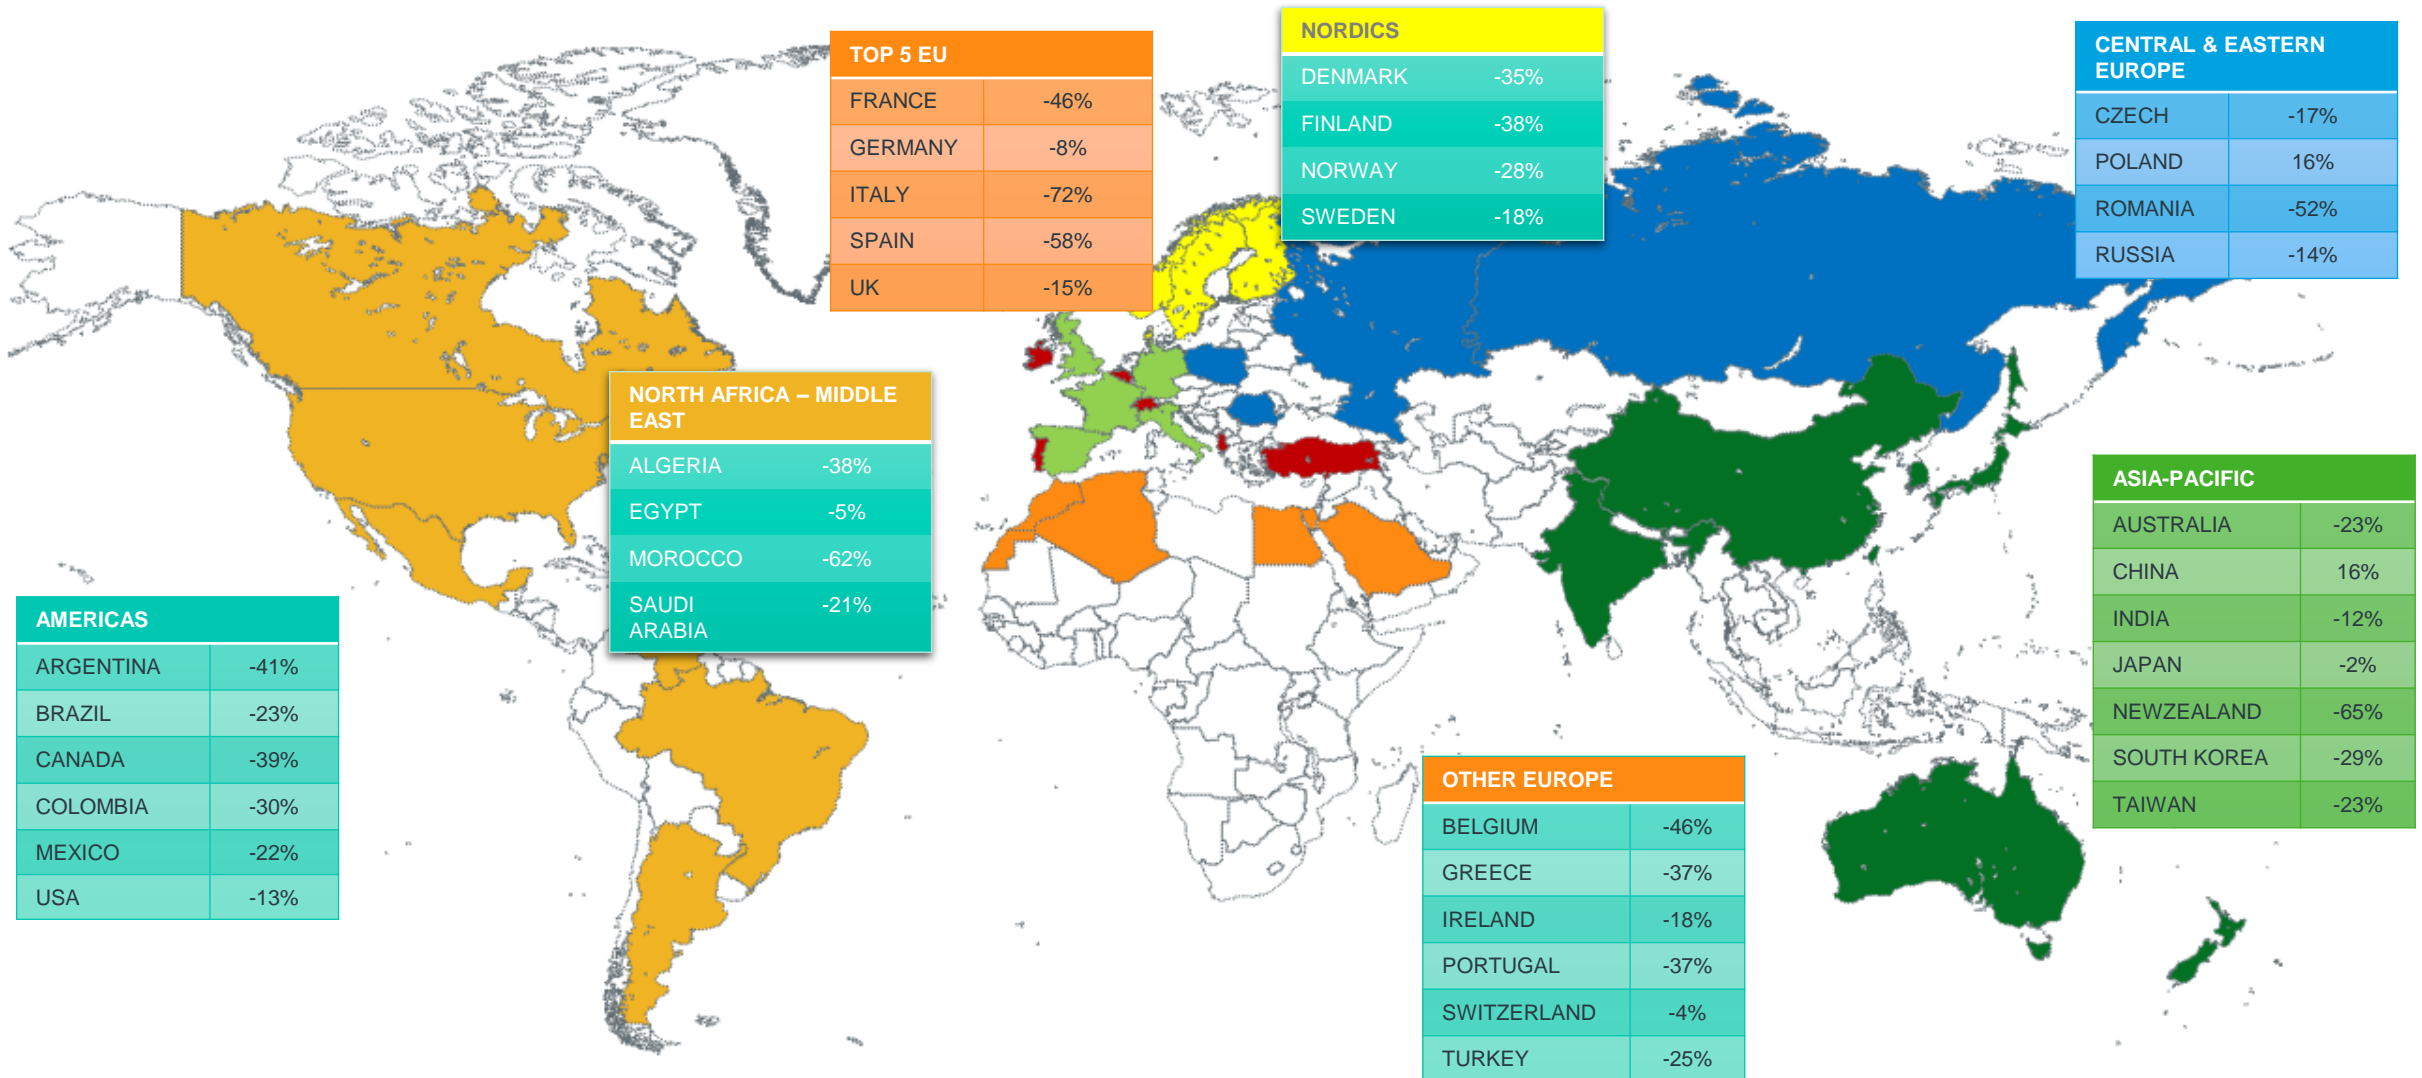 TOP 5 EU
FRANCE -46%
GERMANY -8%
ITALY -72%
SPAIN -58%
UK -15%
NORDICS
DENMARK -35%
FINLAND -38%
NORWAY -28%
SWEDEN -18%
CENTRAL & EASTERN
EUROPE
CZECH -17%
POLAND 16%
ROMANIA -52%
RUSSIA -14%
NORTH AFRICA – MIDDLE
EAST
ALGERIA -38%
EGYPT -5%
MOROCCO -62%
SAUDI -21%
ARABIA
AMERICAS
ARGENTINA -41%
BRAZIL -23%
CANADA -39%
COLOMBIA -30%
MEXICO -22%
USA -13%
ASIA-PACIFIC
AUSTRALIA -23%
CHINA 16%
INDIA -12%
JAPAN -2%
NEWZEALAND -65%
SOUTH KOREA -29%
TAIWAN -23%
OTHER EUROPE
BELGIUM -46%
GREECE -37%
IRELAND -18%
PORTUGAL -37%
SWITZERLAND -4%
TURKEY -25%